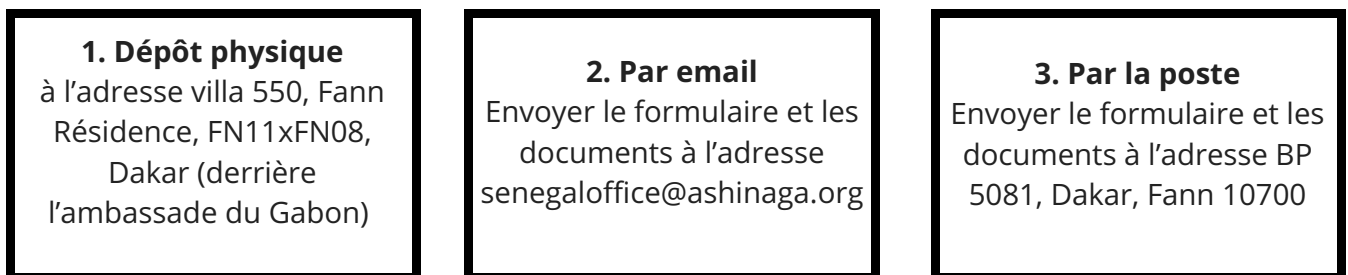 1. Dépôt physique
à l’adresse villa 550, Fann
Résidence, FN11xFN08,
Dakar (derrière
l’ambassade du Gabon)
2. Par email
Envoyer le formulaire et les
documents à l’adresse
senegaloffice@ashinaga.org
3. Par la poste
Envoyer le formulaire et les
documents à l’adresse BP
5081, Dakar, Fann 10700